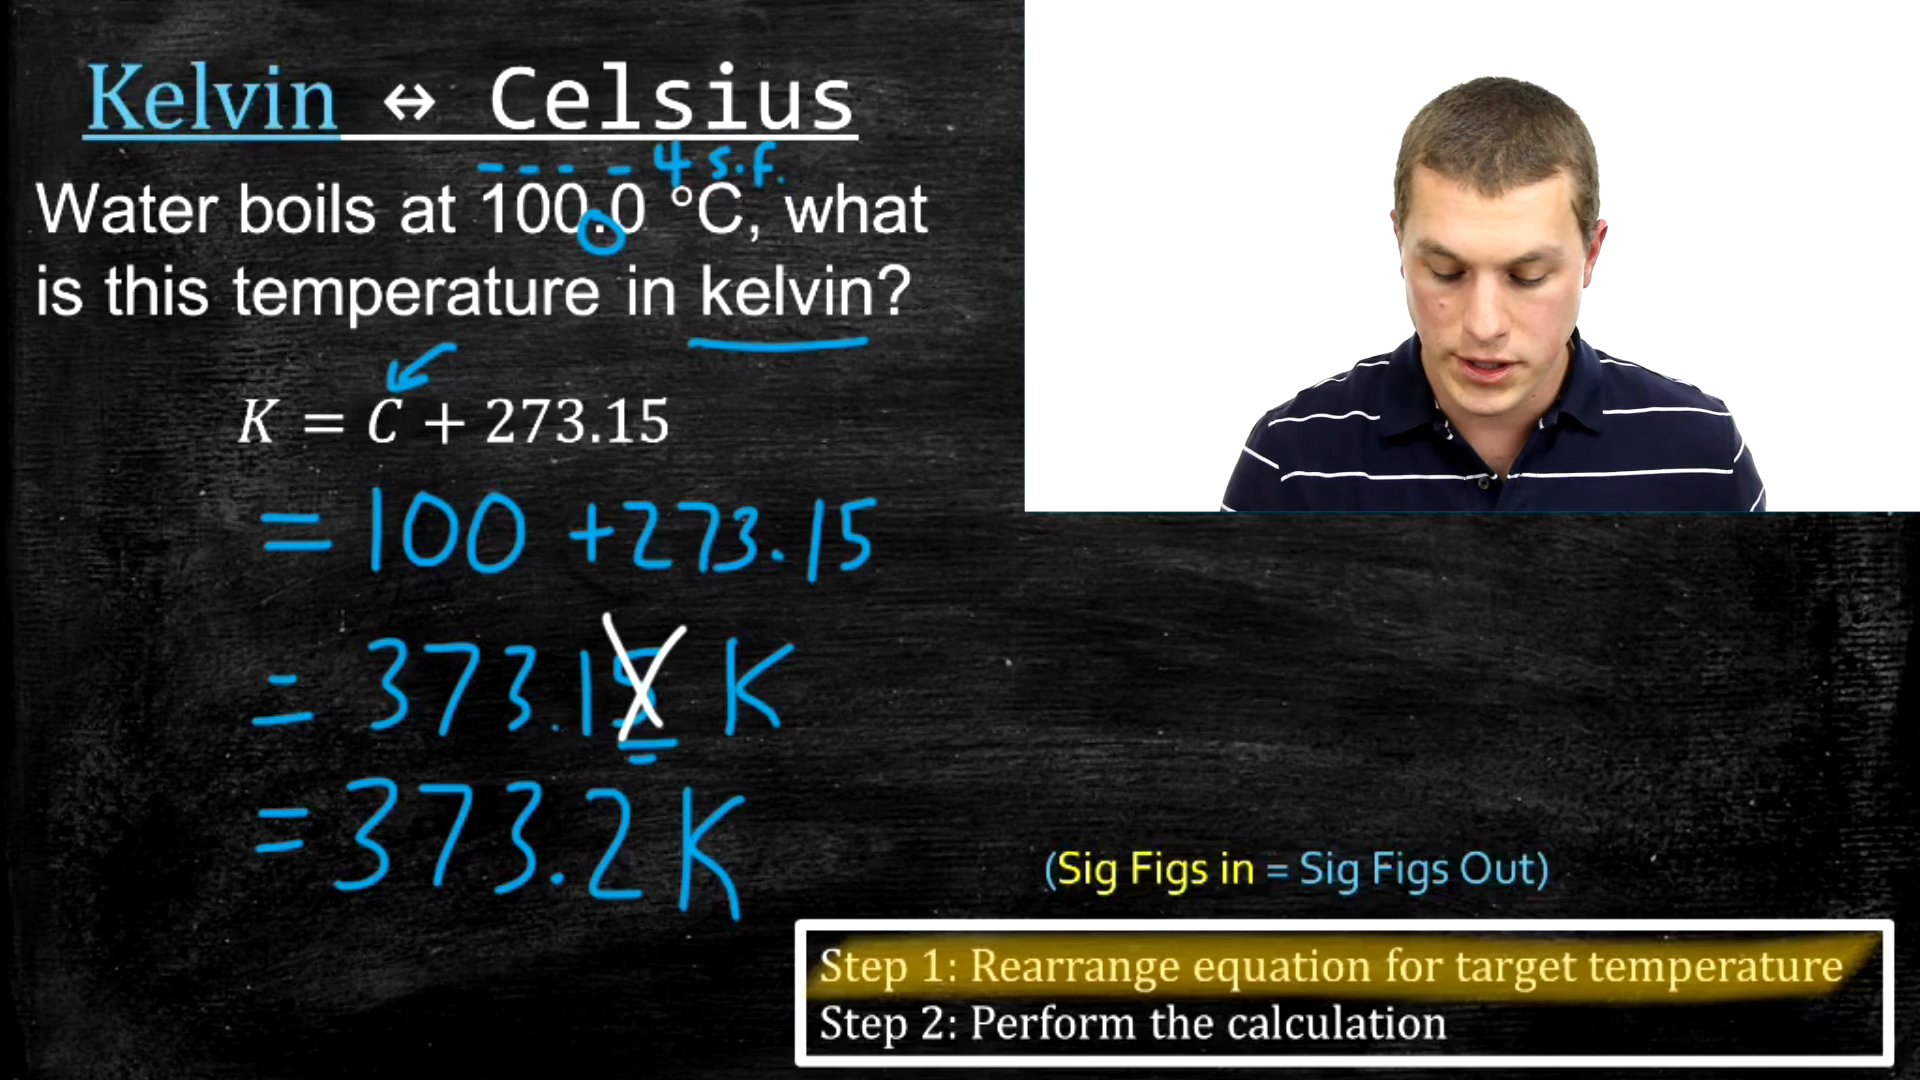 Kelvin ↔ Celsius
4 s.f.
Water boils at 100.0 °C, what
is this temperature in kelvin?
K = C + 273.15
= 100 + 273.15
= 373.15 K
= 373.2 K
(Sig Figs in = Sig Figs Out)
Step 1: Rearrange equation for target temperature
Step 2: Perform the calculation